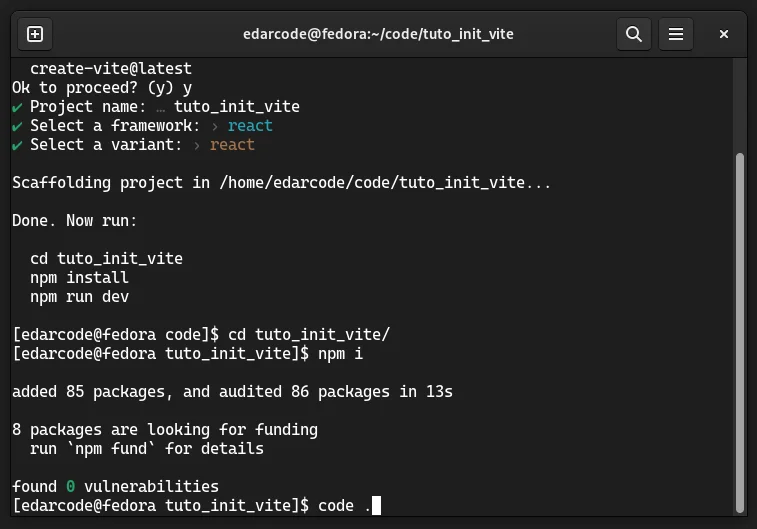 edarcode@fedora:~/code/tuto_init_vite
create-vite@latest
Ok to proceed? (y) y
✔ Project name: … tuto_init_vite
✔ Select a framework: › react
✔ Select a variant: › react
Scaffolding project in /home/edarcode/code/tuto_init_vite...
Done. Now run:
cd tuto_init_vite
npm install
npm run dev
[edarcode@fedora code]$ cd tuto_init_vite/
[edarcode@fedora tuto_init_vite]$ npm i
added 85 packages, and audited 86 packages in 13s
8 packages are looking for funding
run `npm fund` for details
found 0 vulnerabilities
[edarcode@fedora tuto_init_vite]$ code .